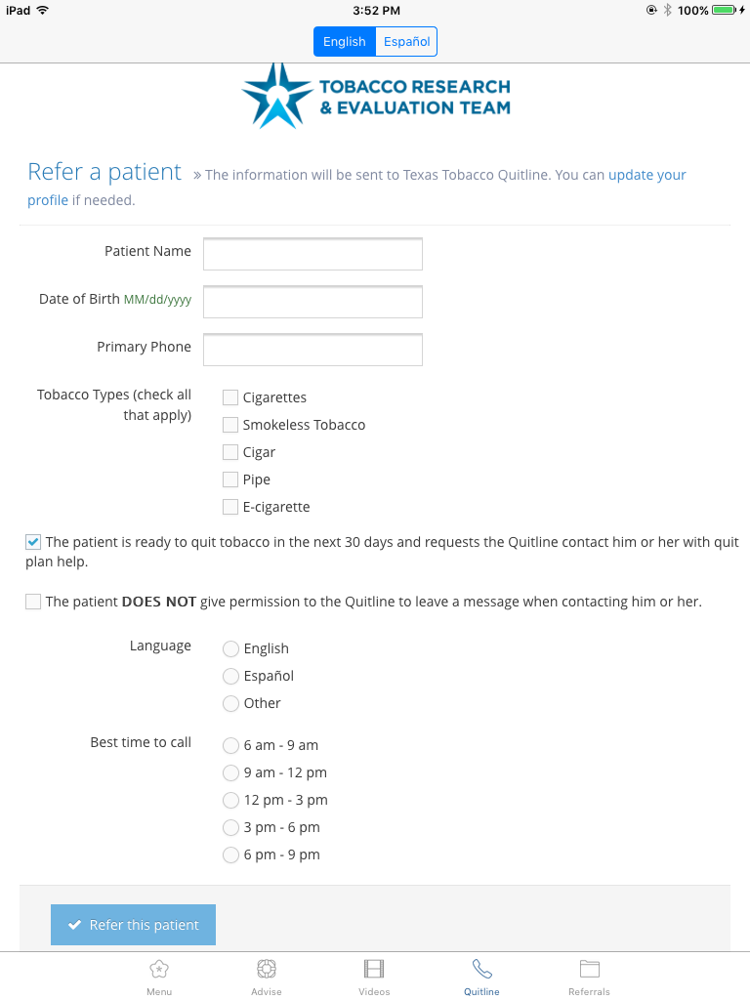 iPad 3:52 PM 100%
English Español
TOBACCO RESEARCH
& EVALUATION TEAM
Refer a patient » The information will be sent to Texas Tobacco Quitline. You can update your
profile if needed.
Patient Name
Date of Birth MM/dd/yyyy
Primary Phone
Tobacco Types (check all
that apply)
Cigarettes
Smokeless Tobacco
Cigar
Pipe
E-cigarette
The patient is ready to quit tobacco in the next 30 days and requests the Quitline contact him or her with quit
plan help.
The patient DOES NOT give permission to the Quitline to leave a message when contacting him or her.
Language
English
Español
Other
Best time to call
6 am - 9 am
9 am - 12 pm
12 pm - 3 pm
3 pm - 6 pm
6 pm - 9 pm
Refer this patient
Menu Advise Videos Quitline Referrals